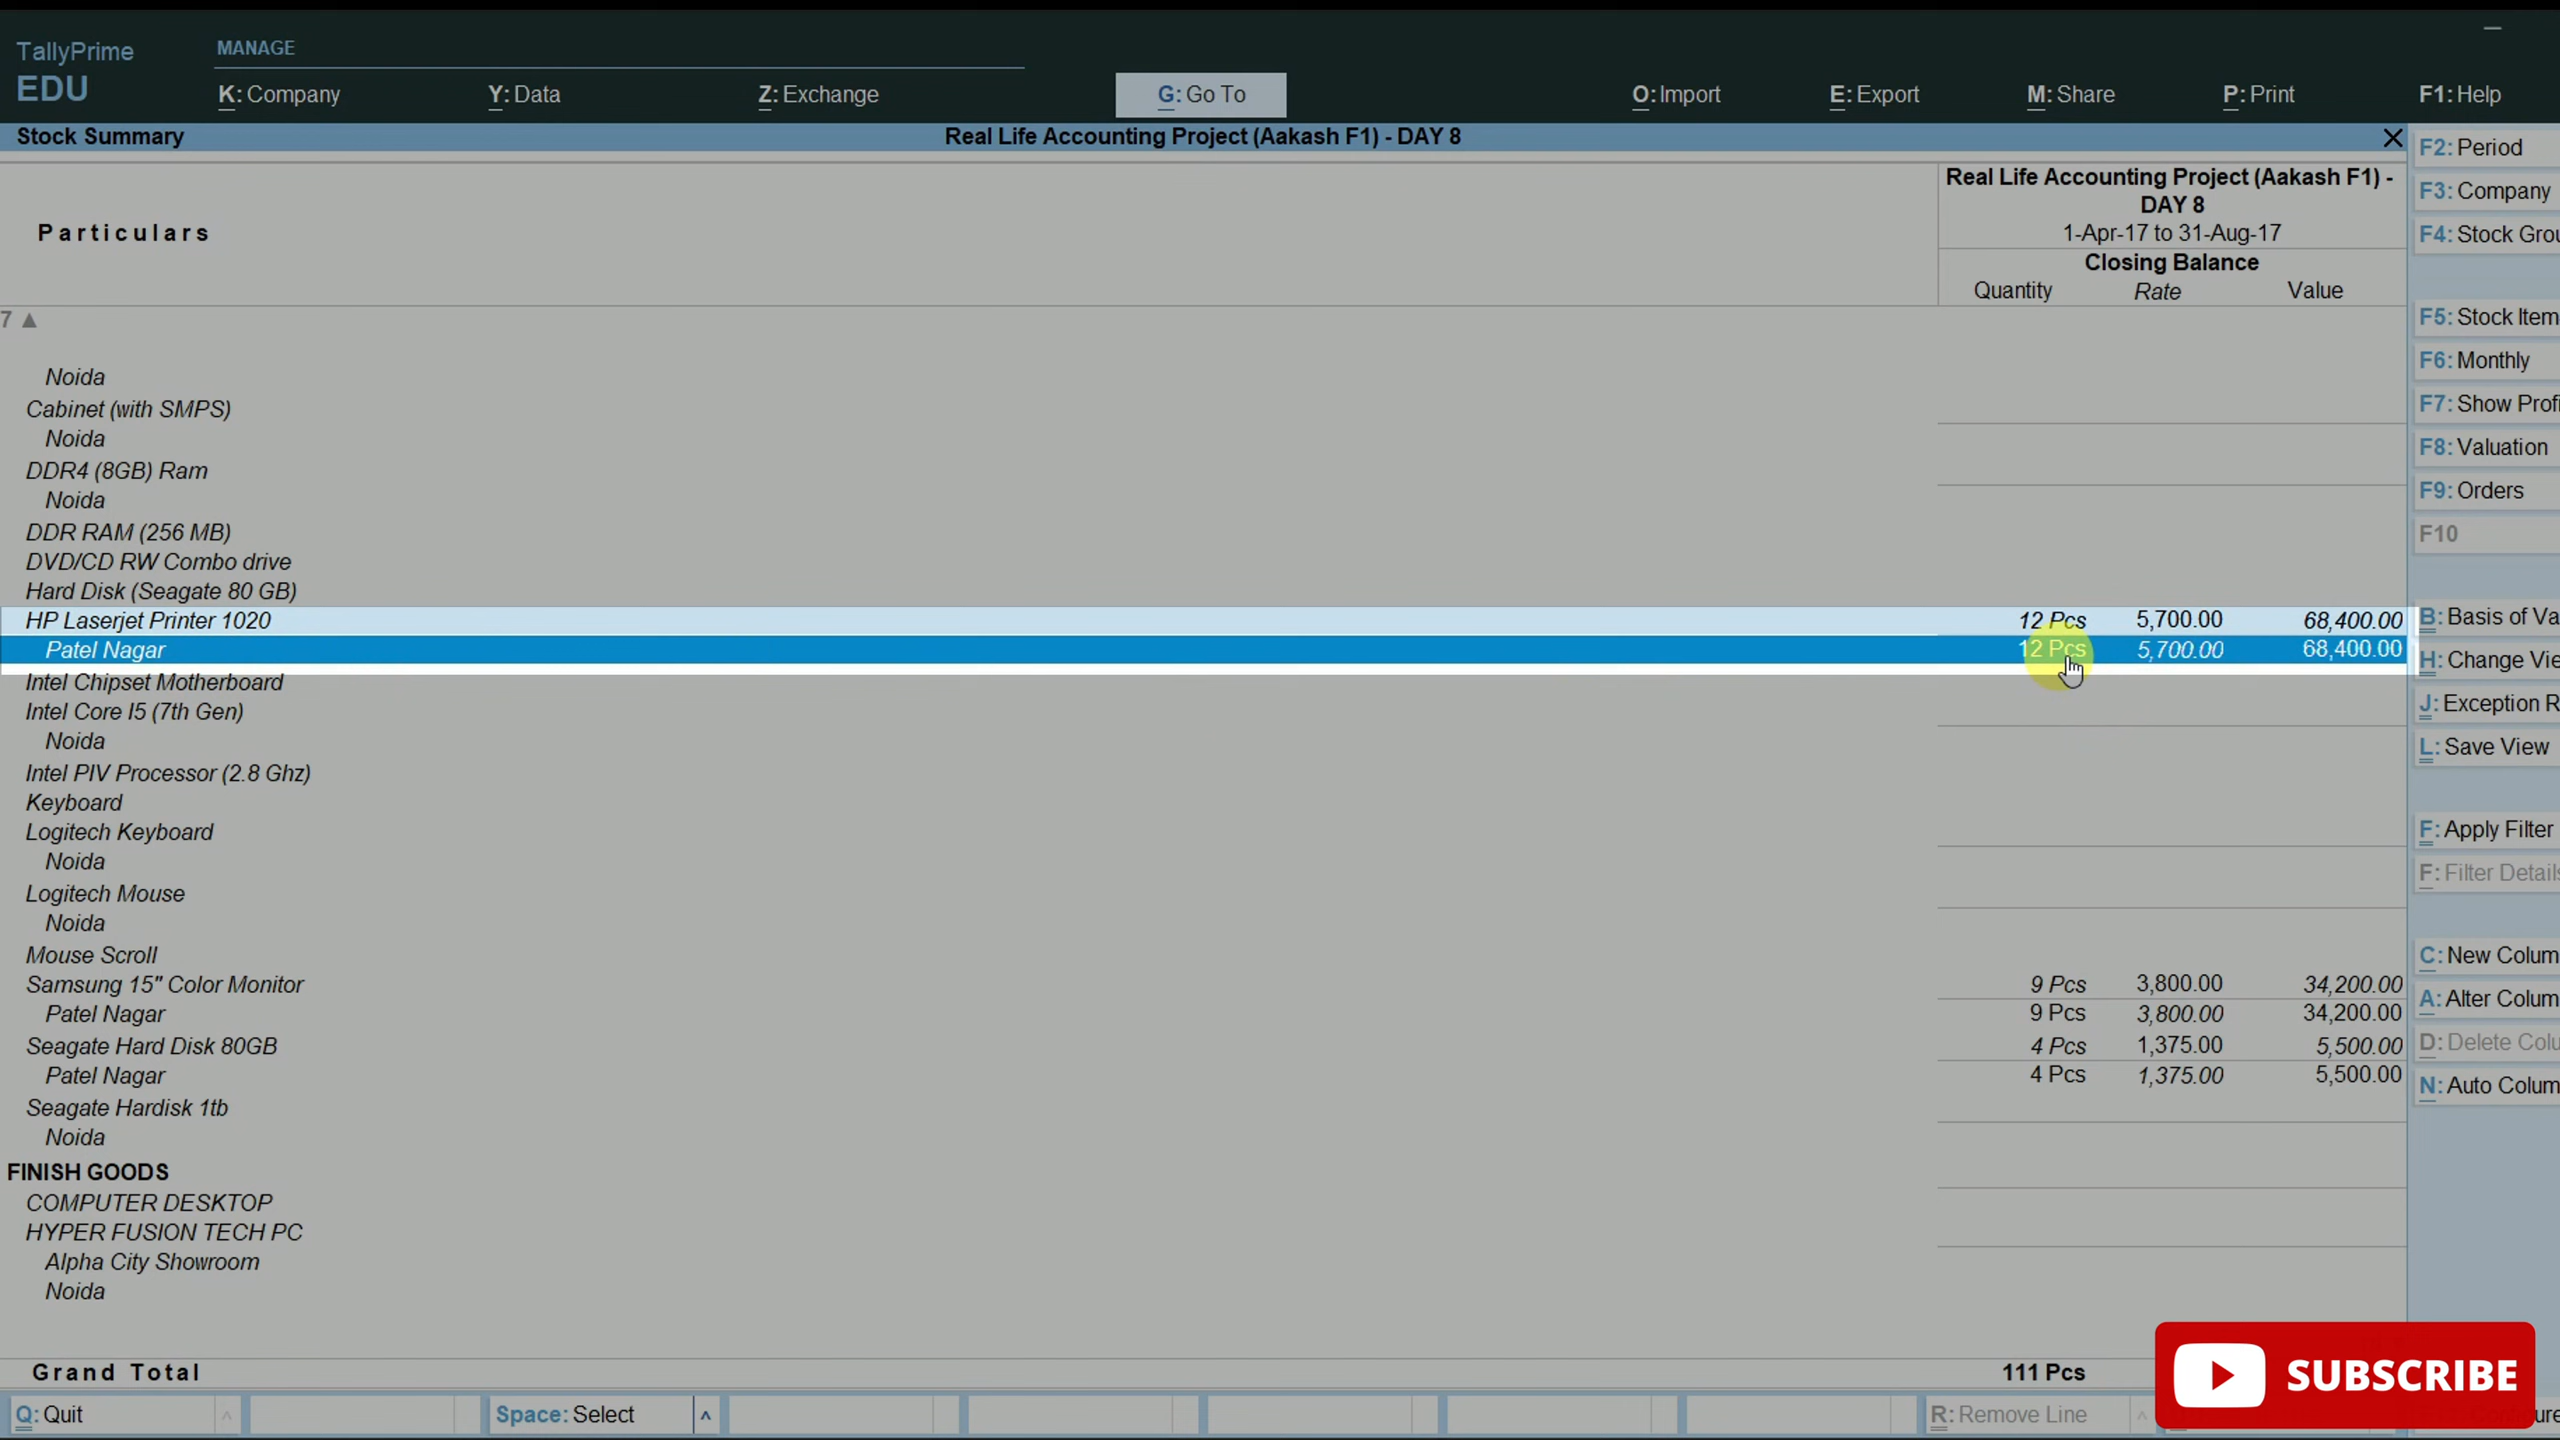 TallyPrime
EDU
MANAGE
K: Company
Y: Data
Z: Exchange
G: Go To
O: Import
E: Export
M: Share
P: Print
F1: Help
Stock Summary
Real Life Accounting Project (Aakash F1) - DAY 8
Particulars
Real Life Accounting Project (Aakash F1) -
DAY 8
1-Apr-17 to 31-Aug-17
Closing Balance
Quantity Rate Value
7 ▲
Noida
Cabinet (with SMPS)
Noida
DDR4 (8GB) Ram
Noida
DDR RAM (256 MB)
DVD/CD RW Combo drive
Hard Disk (Seagate 80 GB)
HP Laserjet Printer 1020 12 Pcs 5,700.00 68,400.00
Patel Nagar 12 Pcs 5,700.00 68,400.00
Intel Chipset Motherboard
Intel Core I5 (7th Gen)
Noida
Intel PIV Processor (2.8 Ghz)
Keyboard
Logitech Keyboard
Noida
Logitech Mouse
Noida
Mouse Scroll
Samsung 15" Color Monitor 9 Pcs 3,800.00 34,200.00
Patel Nagar 9 Pcs 3,800.00 34,200.00
Seagate Hard Disk 80GB 4 Pcs 1,375.00 5,500.00
Patel Nagar 4 Pcs 1,375.00 5,500.00
Seagate Hardisk 1tb
Noida
FINISH GOODS
COMPUTER DESKTOP
HYPER FUSION TECH PC
Alpha City Showroom
Noida
Grand Total 111 Pcs
F2: Period
F3: Company
F4: Stock Grou
F5: Stock Item
F6: Monthly
F7: Show Profi
F8: Valuation
F9: Orders
F10
B: Basis of Va
H: Change Vie
J: Exception R
L: Save View
F: Apply Filter
F: Filter Details
C: New Colum
A: Alter Colum
D: Delete Colu
N: Auto Colum
Q: Quit
Space: Select
R: Remove Line
SUBSCRIBE